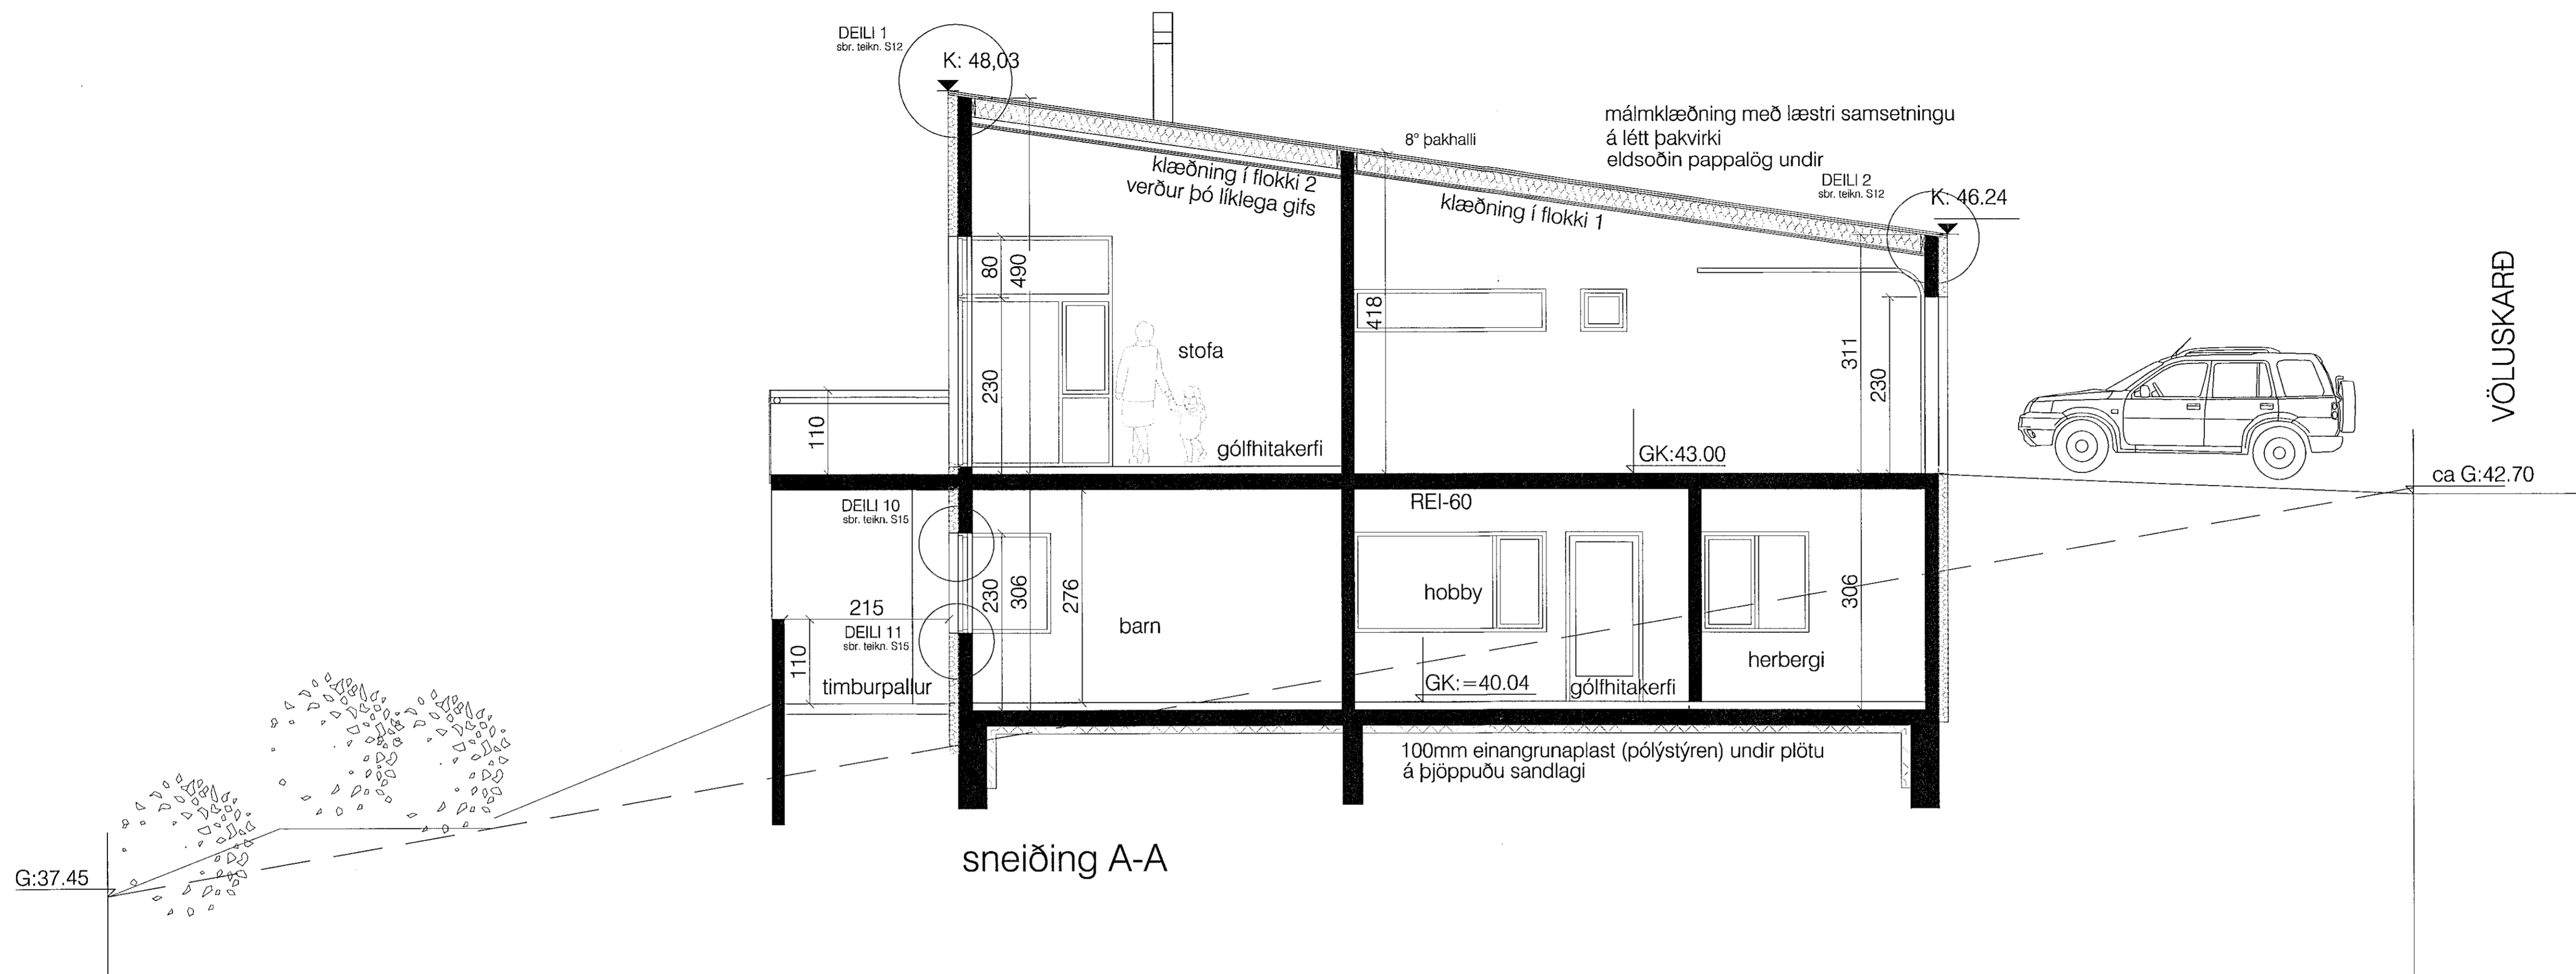 DEILI 1
sbr. teikn. S12
K: 48,03
málmklæðning með læstri samsetningu
á létt þakvirki
eldsoðin pappalög undir
8° þakhalli
klæðning í flokki 2
verður þó líklega gifs
klæðning í flokki 1
DEILI 2
sbr. teikn. S12
K: 46.24
80
490
230
418
311
230
110
stofa
gólfhitakerfi
GK:43.00
VÖLUSKARÐ
ca G:42.70
DEILI 10
sbr. teikn. S15
REI-60
215
DEILI 11
sbr. teikn. S15
110
timburpallur
230
306
276
barn
hobby
306
herbergi
GK:=40.04
gólfhitakerfi
100mm einangrunaplast (pólýstýren) undir plötu
á þjöppuðu sandlagi
sneiðing A-A
G:37.45